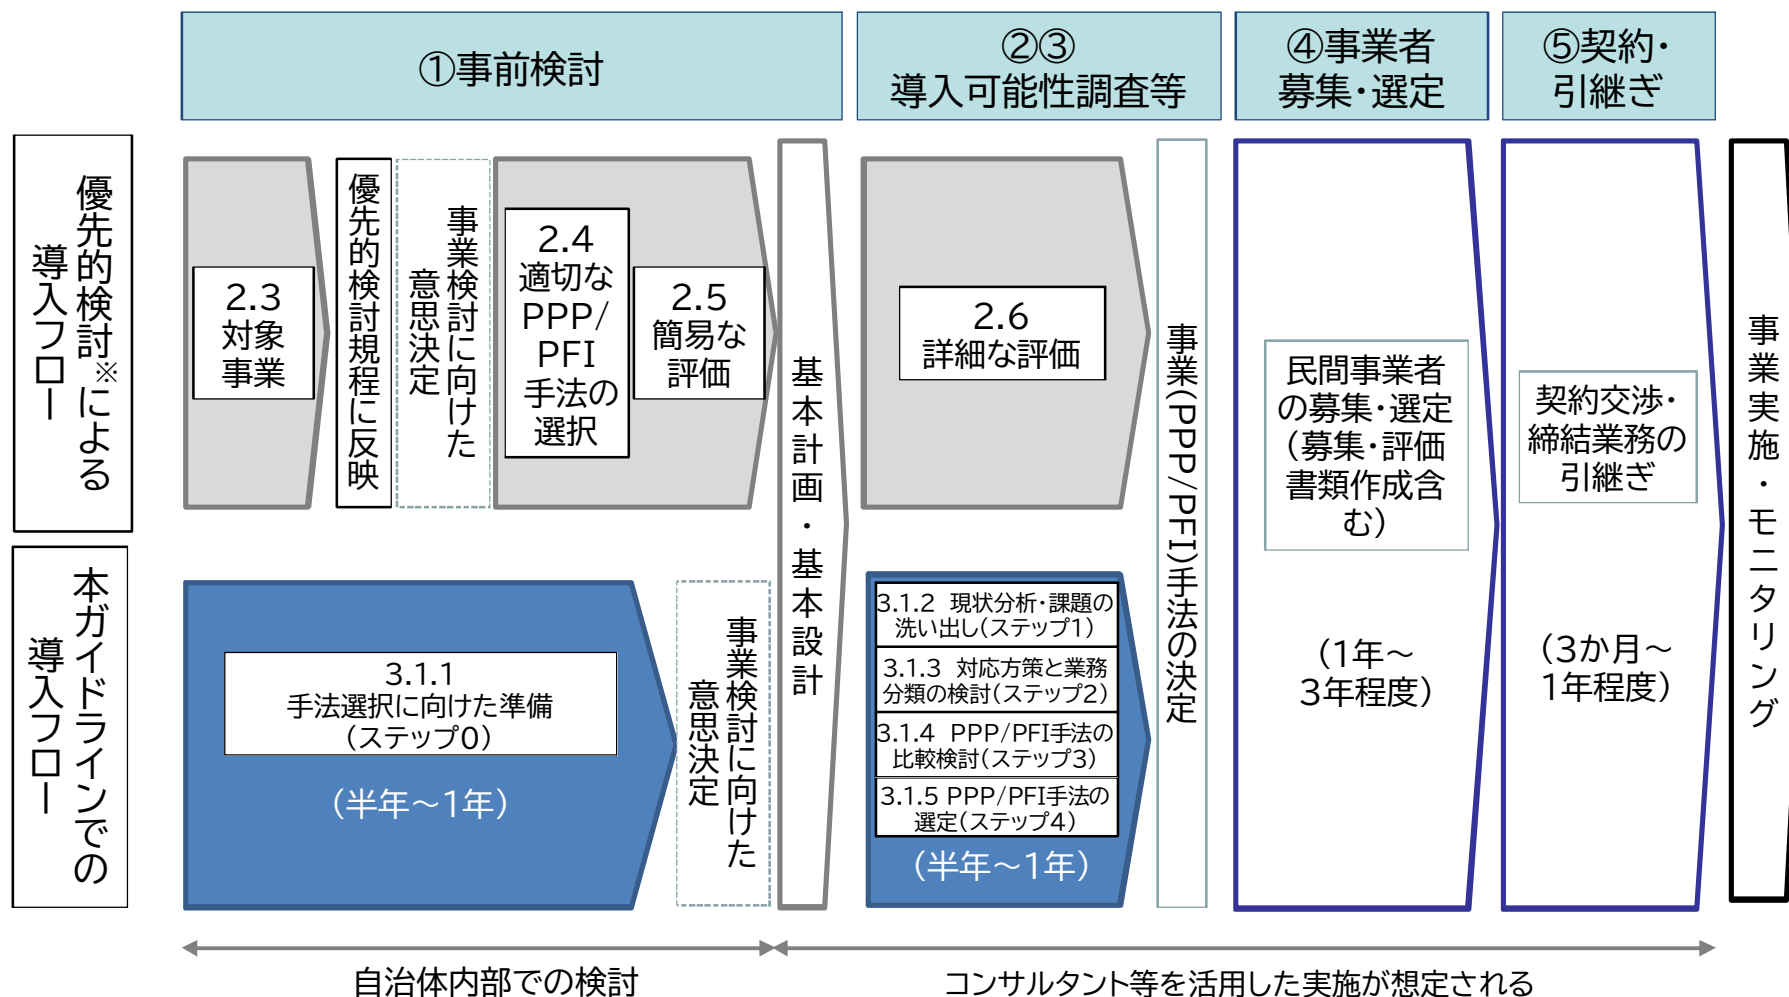 ①事前検討
②③
導入可能性調査等
④事業者
募集・選定
⑤契約・
引継ぎ
優先的検討※による
導入フロー
2.3
対象
事業
優先的検討規程に反映
事業検討に向けた
意思決定
2.4
適切な
PPP/
PFI
手法の
選択
2.5
簡易な
評価
基本計画・基本設計
2.6
詳細な評価
事業(PPP/PFI)手法の決定
民間事業者
の募集・選定
(募集・評価
書類作成含
む)
契約交渉・
締結業務の
引継ぎ
事業実施・モニタリング
本ガイドラインでの
導入フロー
3.1.1
手法選択に向けた準備
(ステップ0)
(半年～1年)
事業検討に向けた
意思決定
3.1.2 現状分析・課題の
洗い出し(ステップ1)
3.1.3 対応方策と業務
分類の検討(ステップ2)
3.1.4 PPP/PFI手法の
比較検討(ステップ3)
3.1.5 PPP/PFI手法の
選定(ステップ4)
(半年～1年)
(1年～
3年程度)
(3か月～
1年程度)
自治体内部での検討
コンサルタント等を活用した実施が想定される